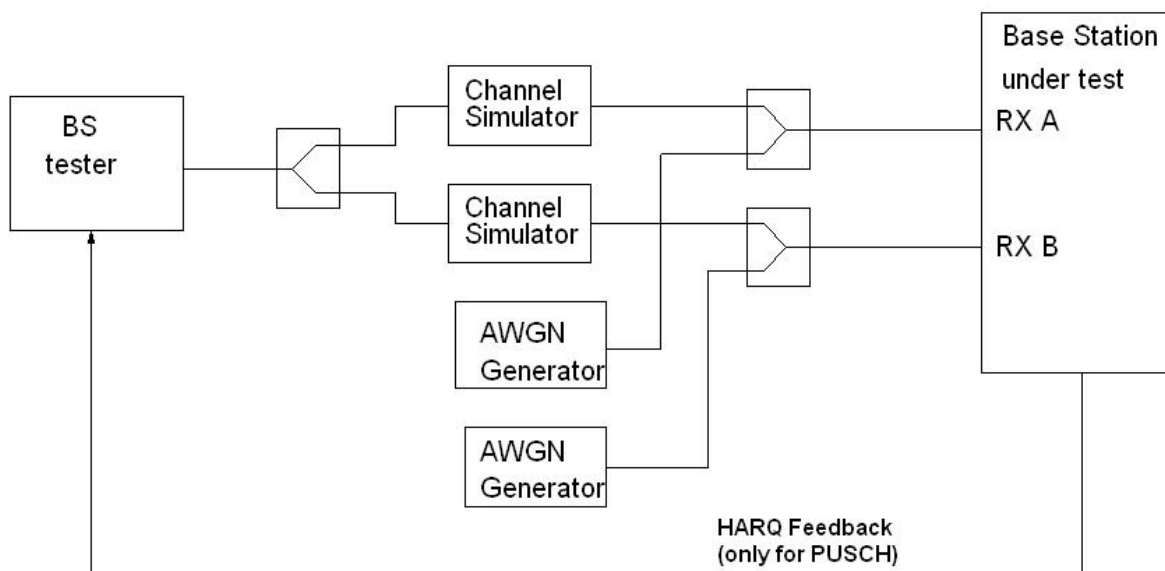 BS
tester
Channel
Simulator
Channel
Simulator
AWGN
Generator
AWGN
Generator
Base Station
under test
RX A
RX B
HARQ Feedback
(only for PUSCH)